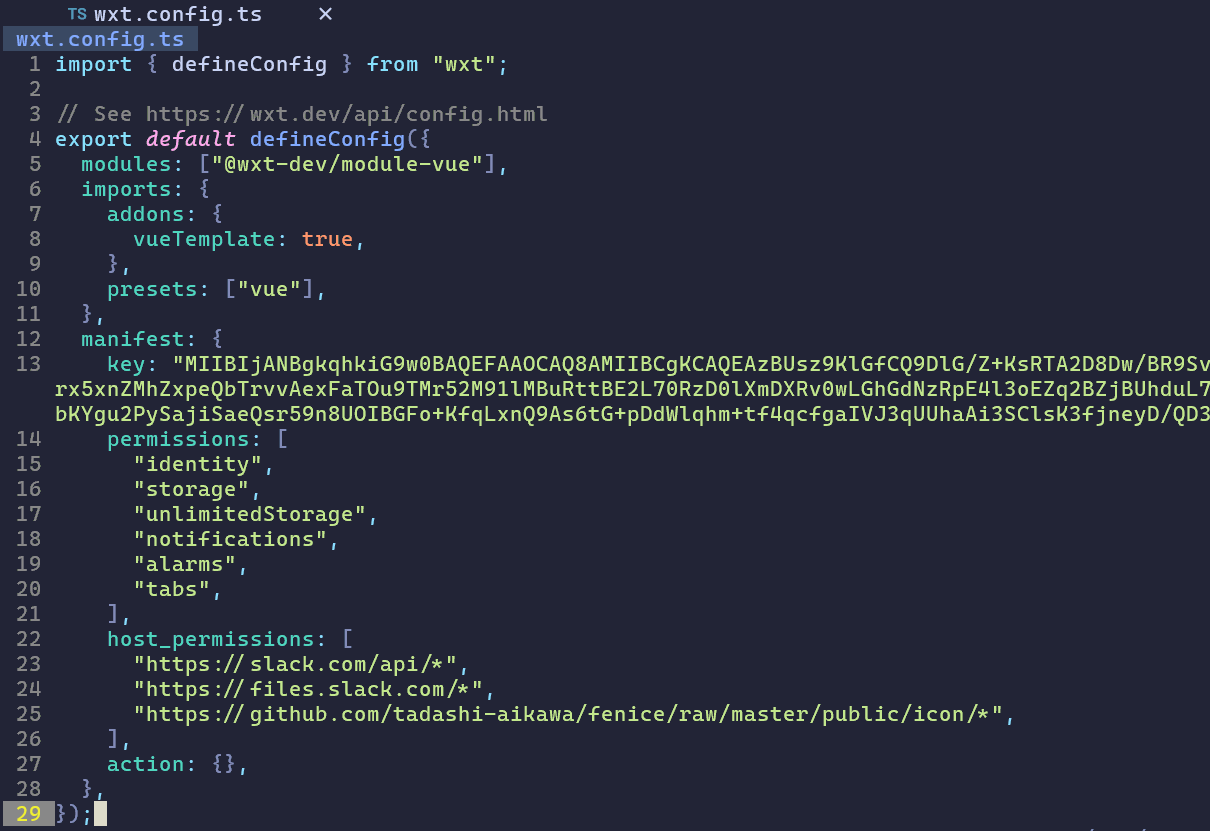 TS wxt.config.ts ×
wxt.config.ts
1 import { defineConfig } from "wxt";
2
3 // See https://wxt.dev/api/config.html
4 export default defineConfig({
5 modules: ["@wxt-dev/module-vue"],
6 imports: {
7 addons: {
8 vueTemplate: true,
9 },
10 presets: ["vue"],
11 },
12 manifest: {
13 key: "MIIBIjANBgkqhkiG9w0BAQEFAAOCAQ8AMIIBCgKCAQEAzBUsz9KlGfCQ9DlG/Z+KsRTA2D8Dw/BR9Sv
rx5xnZMhZxpeQbTrvvAexFaTOu9TMr52M91lMBuRttBE2L70RzD0lXmDXRv0wLGhGdNzRpE4l3oEZq2BZjBUhduL7
bKYgu2PySajiSaeQsr59n8UOIBGFo+KfqLxnQ9As6tG+pDdWlqhm+tf4qcfgaIVJ3qUUhaAi3SClsK3fjneyD/QD3
14 permissions: [
15 "identity",
16 "storage",
17 "unlimitedStorage",
18 "notifications",
19 "alarms",
20 "tabs",
21 ],
22 host_permissions: [
23 "https://slack.com/api/*",
24 "https://files.slack.com/*",
25 "https://github.com/tadashi-aikawa/fenice/raw/master/public/icon/*",
26 ],
27 action: {},
28 },
29 });